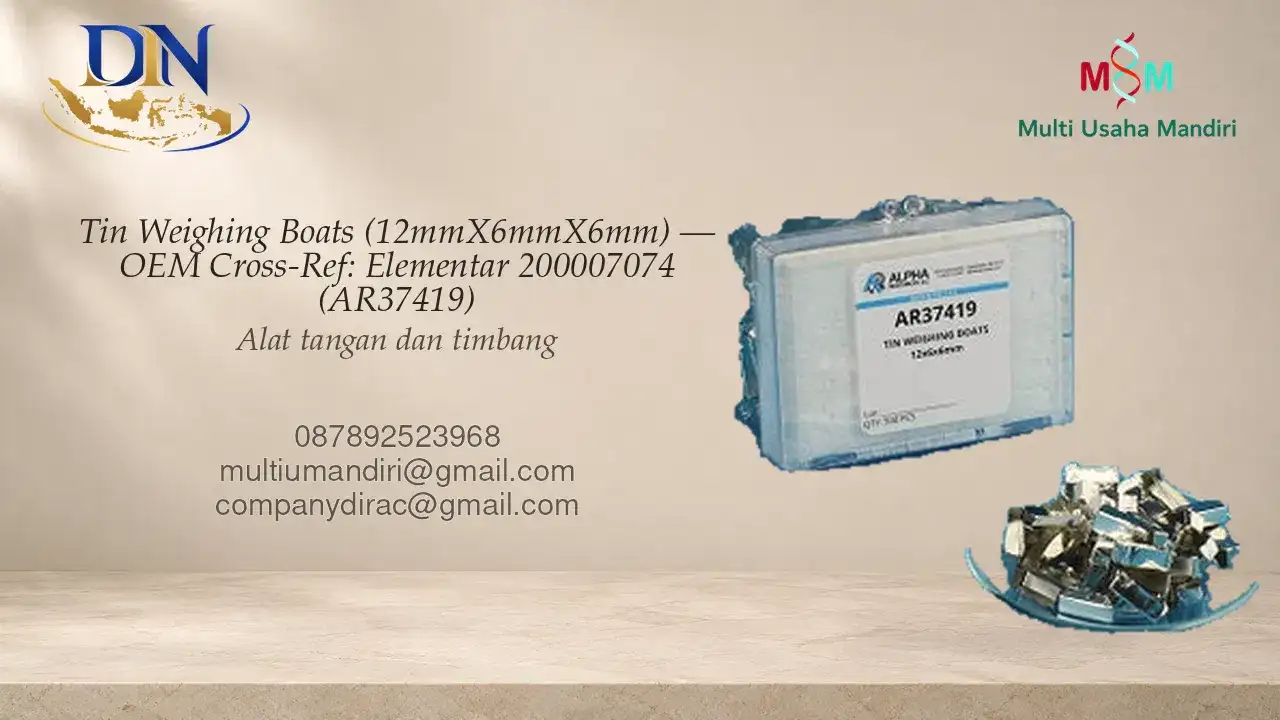 DN
M M
Multi Usaha Mandiri
Tin Weighing Boats (12mmX6mmX6mm) —
OEM Cross-Ref: Elementar 200007074
(AR37419)
Alat tangan dan timbang
087892523968
multiumandiri@gmail.com
companydirac@gmail.com
ALPHA
AR37419
TIN WEIGHING BOATS
12x6x6mm